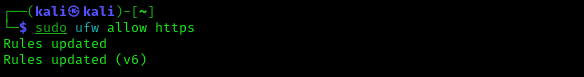 ┌──(kali㉿kali)-[~]
└─$ sudo ufw allow https
Rules updated
Rules updated (v6)